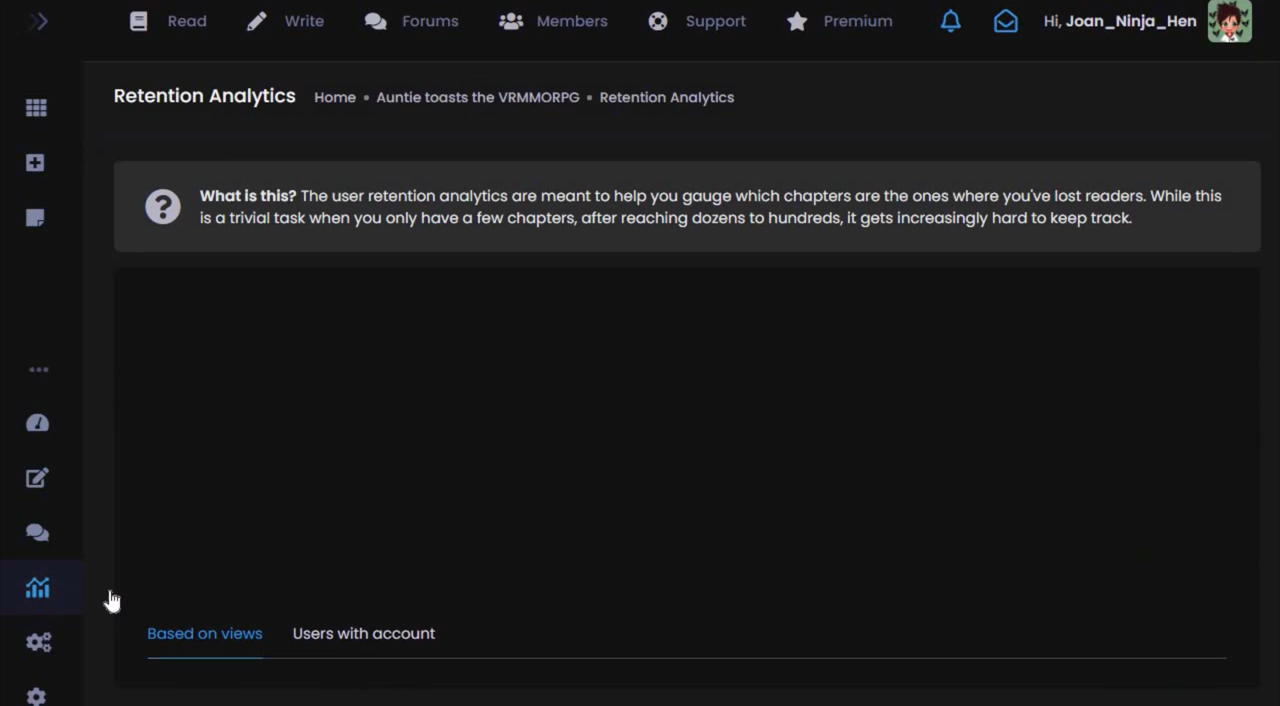 Read Write Forums Members Support Premium Hi, Joan_Ninja_Hen
Retention Analytics Home • Auntie toasts the VRMMORPG • Retention Analytics
What is this? The user retention analytics are meant to help you gauge which chapters are the ones where you've lost readers. While this
is a trivial task when you only have a few chapters, after reaching dozens to hundreds, it gets increasingly hard to keep track.
Based on views Users with account